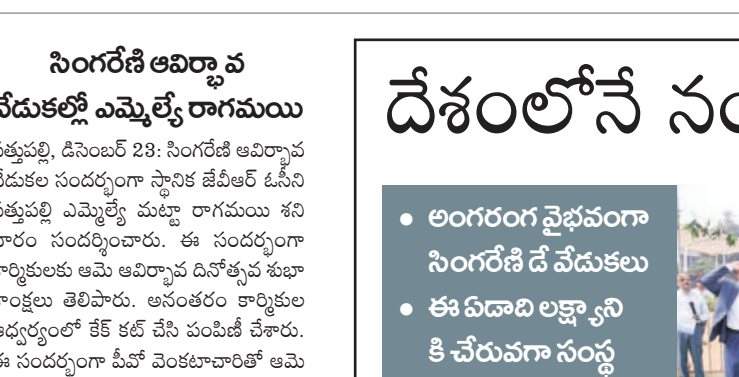 సింగరేణి ఆవిర్భావ
వేడుకల్లో ఎమ్మెల్యే రాగమయి
సత్తుపల్లి, డిసెంబర్ 23: సింగరేణి ఆవిర్భావ
వేడుకల సందర్భంగా స్థానిక జేవీఆర్ ఓసీని
సత్తుపల్లి ఎమ్మెల్యే మట్టా రాగమయి శని
వారం సందర్శించారు. ఈ సందర్భంగా
కార్మికులకు ఆమె ఆవిర్భావ దినోత్సవ శుభా
కాంక్షలు తెలిపారు. అనంతరం కార్మికుల
ఆధ్వర్యంలో కేక్ కట్ చేసి పంపిణీ చేశారు.
ఈ సందర్భంగా పీవో వెంకటాచారితో ఆమె
దేశంలోనే
• అంగరంగ వైభవంగా
సింగరేణి డే వేడుకలు
• ఈ ఏడాది లక్ష్యాని
కి చేరువగా సంస్థ